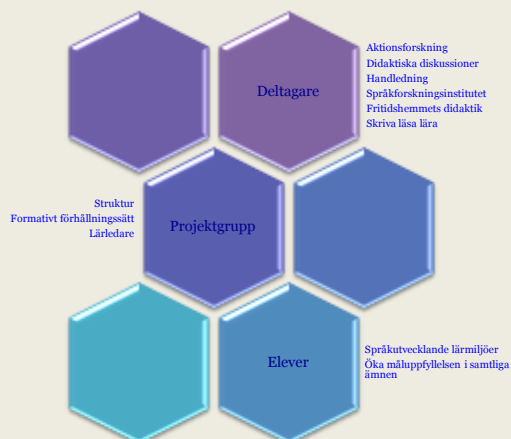 Deltagare
Aktionsforskning
Didaktiska diskussioner
Handledning
Språkforskningsinstitutet
Fritidshemmets didaktik
Skriva läsa lära
Struktur
Formativt förhållningssätt
Lärledare
Projektgrupp
Elever
Språkutvecklande lärmiljöer
Öka måluppfyllelsen i samtliga
ämnen